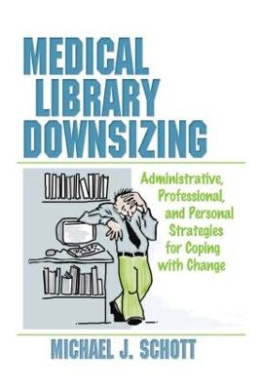 MEDICAL
LIBRARY
DOWNSIZING
Administrative,
Professional,
and Personal
Strategies
for Coping
with Change
MICHAEL J. SCHOTT